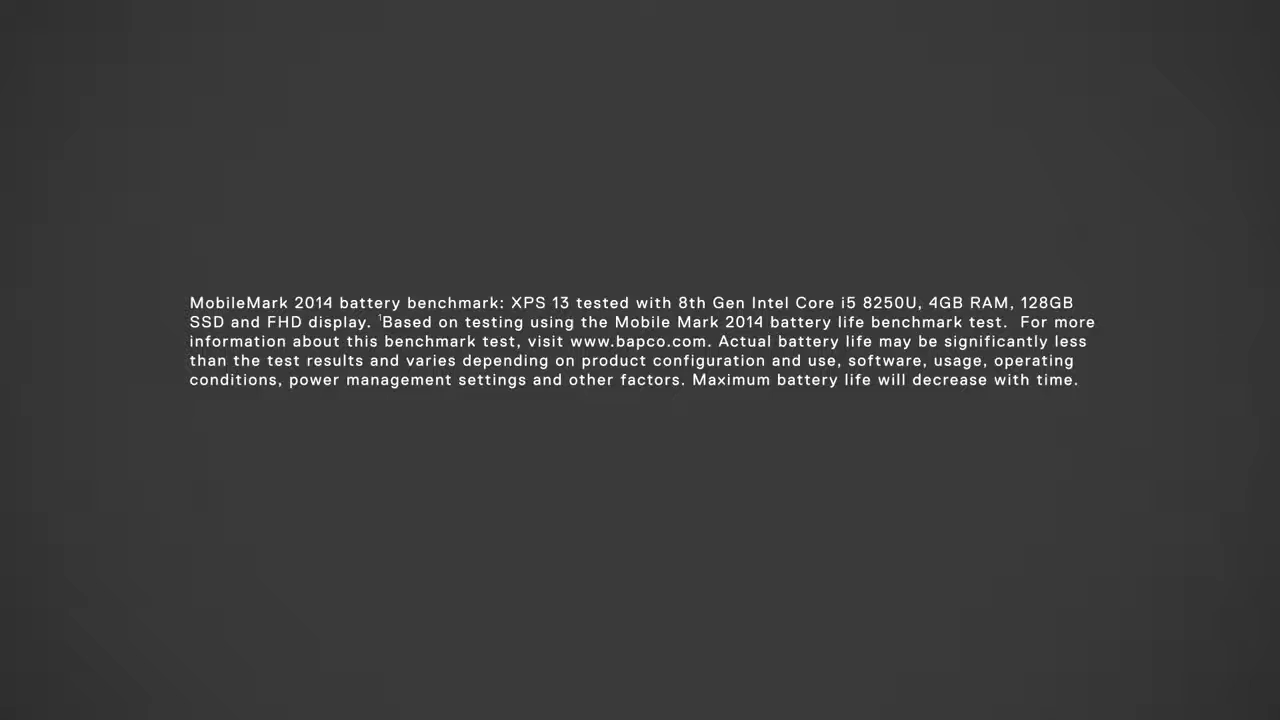 MobileMark 2014 battery benchmark: XPS 13 tested with 8th Gen Intel Core i5 8250U, 4GB RAM, 128GB
SSD and FHD display. ¹Based on testing using the Mobile Mark 2014 battery life benchmark test.  For more
information about this benchmark test, visit www.bapco.com. Actual battery life may be significantly less
than the test results and varies depending on product configuration and use, software, usage, operating
conditions, power management settings and other factors. Maximum battery life will decrease with time.